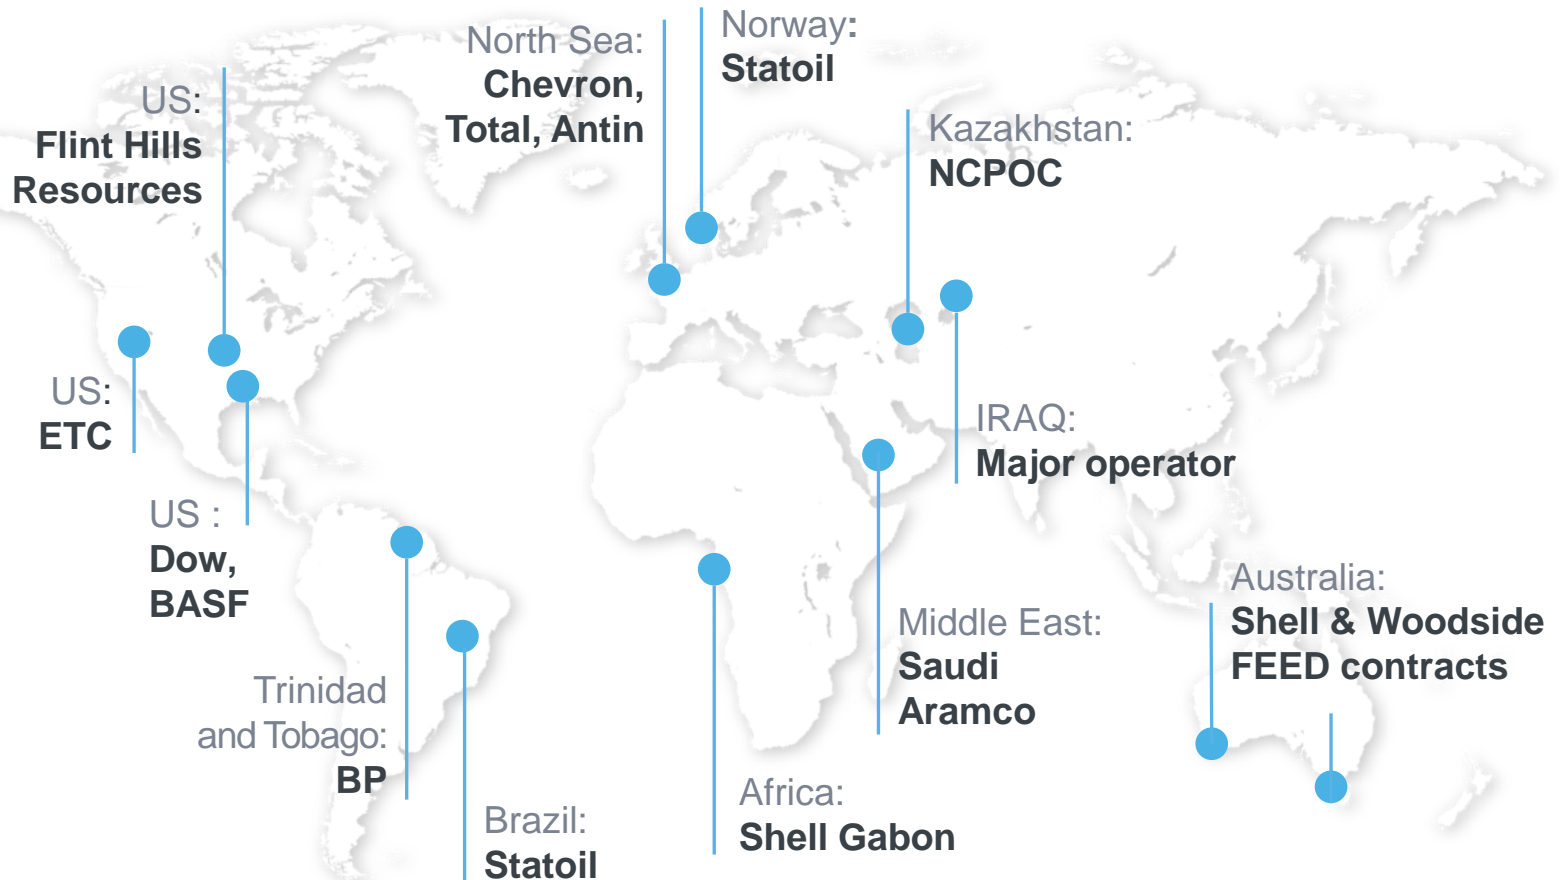 North Sea:
Chevron,
Total, Antin
Norway:
Statoil
US:
Flint Hills
Resources
Kazakhstan:
NCPOC
US:
ETC
IRAQ:
Major operator
US :
Dow,
BASF
Australia:
Shell & Woodside
FEED contracts
Middle East:
Saudi
Aramco
Trinidad
and Tobago:
BP
Africa:
Shell Gabon
Brazil:
Statoil